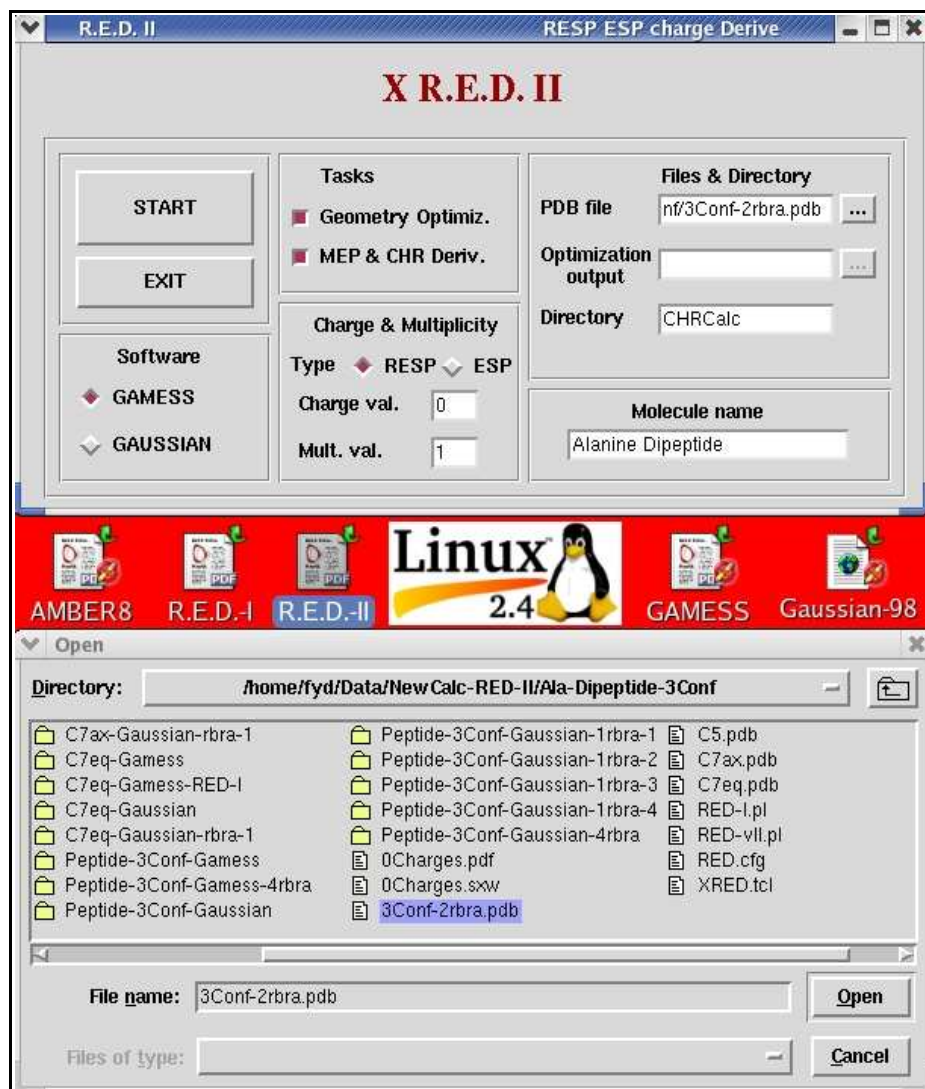 R.E.D. II RESP ESP charge Derive
X R.E.D. II
START
EXIT
Software
GAMESS
GAUSSIAN
Tasks
Geometry Optimiz.
MEP & CHR Deriv.
Charge & Multiplicity
Type RESP ESP
Charge val. 0
Mult. val. 1
Files & Directory
PDB file nf/3Conf-2rbra.pdb ...
Optimization
output ...
Directory CHRCalc
Molecule name
Alanine Dipeptide
Linux
2.4
AMBER8 R.E.D.-I R.E.D.-II GAMESS Gaussian-98
Open
Directory: /home/fyd/Data/NewCalc-RED-II/Ala-Dipeptide-3Conf
C7ax-Gaussian-rbra-1
C7eq-Gamess
C7eq-Gamess-RED-I
C7eq-Gaussian
C7eq-Gaussian-rbra-1
Peptide-3Conf-Gamess
Peptide-3Conf-Gamess-4rbra
Peptide-3Conf-Gaussian
Peptide-3Conf-Gaussian-1rbra-1
Peptide-3Conf-Gaussian-1rbra-2
Peptide-3Conf-Gaussian-1rbra-3
Peptide-3Conf-Gaussian-1rbra-4
Peptide-3Conf-Gaussian-4rbra
0Charges.pdf
0Charges.sxw
3Conf-2rbra.pdb
C5.pdb
C7ax.pdb
C7eq.pdb
RED-I.pl
RED-vII.pl
RED.cfg
XRED.tcl
File name: 3Conf-2rbra.pdb Open
Files of type: Cancel